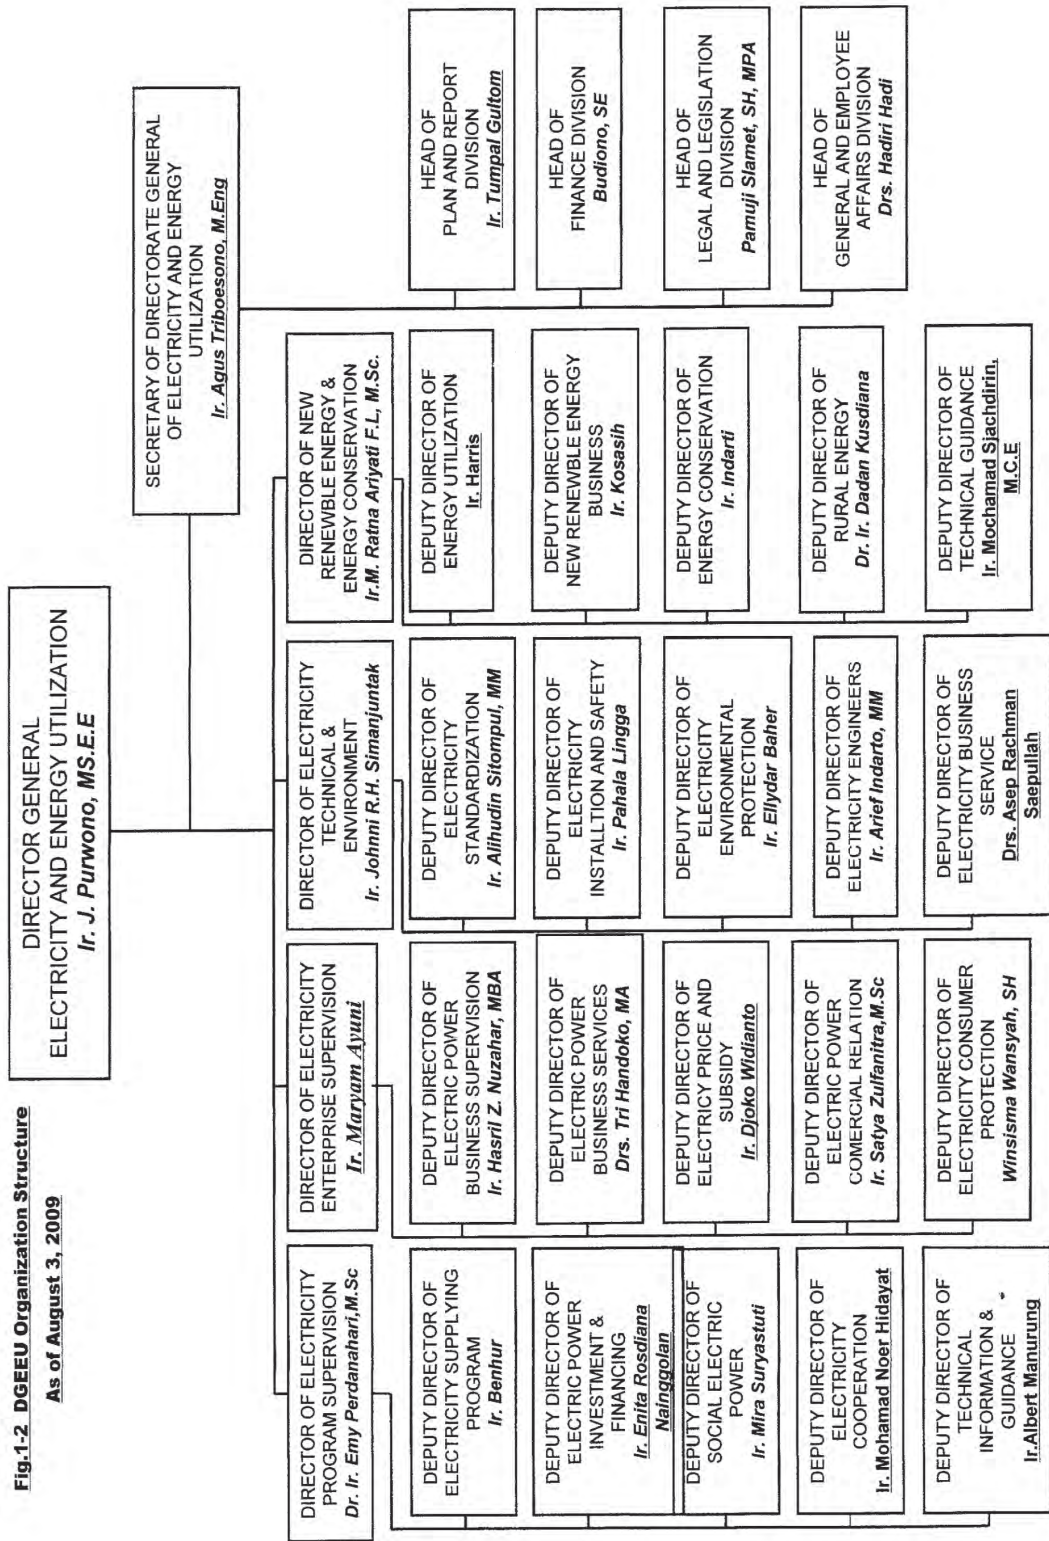 Fig.1-2 DGEEU Organization Structure
As of August 3, 2009
DIRECTOR GENERAL
ELECTRICITY AND ENERGY UTILIZATION
Ir. J. Purwono, MS.E.E
SECRETARY OF DIRECTORATE GENERAL
OF ELECTRICITY AND ENERGY
UTILIZATION
Ir. Agus Triboesono, M.Eng
DIRECTOR OF ELECTRICITY
PROGRAM SUPERVISION
Dr. Ir. Emy Perdanahari,M.Sc
DIRECTOR OF ELECTRICITY
ENTERPRISE SUPERVISION
Ir. Maryam Ayuni
DIRECTOR OF ELECTRICITY
TECHNICAL &
ENVIRONMENT
Ir. Johnni R.H. Simanjuntak
DIRECTOR OF NEW
RENEWBLE ENERGY &
ENERGY CONSERVATION
Ir.M. Ratna Ariyati F.L, M.Sc.
DEPUTY DIRECTOR OF
ELECTRICITY SUPPLYING
PROGRAM
Ir. Benhur
DEPUTY DIRECTOR OF
ELECTRIC POWER
BUSINESS SUPERVISION
Ir. Hasril Z. Nuzahar, MBA
DEPUTY DIRECTOR OF
ELECTRICITY
STANDARDIZATION
Ir. Alihudin Sitompul, MM
DEPUTY DIRECTOR OF
ENERGY UTILIZATION
Ir. Harris
HEAD OF
PLAN AND REPORT
DIVISION
Ir. Tumpal Gultom
DEPUTY DIRECTOR OF
ELECTRIC POWER
INVESTMENT &
FINANCING
Ir. Enita Rosdiana
Nainggolan
DEPUTY DIRECTOR OF
ELECTRIC POWER
BUSINESS SERVICES
Drs. Tri Handoko, MA
DEPUTY DIRECTOR OF
ELECTRICITY
INSTALLTION AND SAFETY
Ir. Pahala Lingga
DEPUTY DIRECTOR OF
NEW RENEWBLE ENERGY
BUSINESS
Ir. Kosasih
HEAD OF
FINANCE DIVISION
Budiono, SE
DEPUTY DIRECTOR OF
SOCIAL ELECTRIC
POWER
Ir. Mira Suryastuti
DEPUTY DIRECTOR OF
ELECTRICY PRICE AND
SUBSIDY
Ir. Djoko Widianto
DEPUTY DIRECTOR OF
ELECTRICITY
ENVIRONMENTAL
PROTECTION
Ir. Ellydar Baher
DEPUTY DIRECTOR OF
ENERGY CONSERVATION
Ir. Indarti
HEAD OF
LEGAL AND LEGISLATION
DIVISION
Pamuji Slamet, SH, MPA
DEPUTY DIRECTOR OF
ELECTRICITY
COOPERATION
Ir. Mohamad Noer Hidayat
DEPUTY DIRECTOR OF
ELECTRIC POWER
COMERCIAL RELATION
Ir. Satya Zulfanitra,M.Sc
DEPUTY DIRECTOR OF
ELECTRICITY ENGINEERS
Ir. Arief Indarto, MM
DEPUTY DIRECTOR OF
RURAL ENERGY
Dr. Ir. Dadan Kusdiana
HEAD OF
GENERAL AND EMPLOYEE
AFFAIRS DIVISION
Drs. Hadiri Hadi
DEPUTY DIRECTOR OF
TECHNICAL
INFORMATION &
GUIDANCE
Ir.Albert Manurung
DEPUTY DIRECTOR OF
ELECTRICITY CONSUMER
PROTECTION
Winsisma Wansyah, SH
DEPUTY DIRECTOR OF
ELECTRICITY BUSINESS
SERVICE
Drs. Asep Rachman
Saepullah
DEPUTY DIRECTOR OF
TECHNICAL GUIDANCE
Ir. Mochamad Sjachdirin,
M.C.E